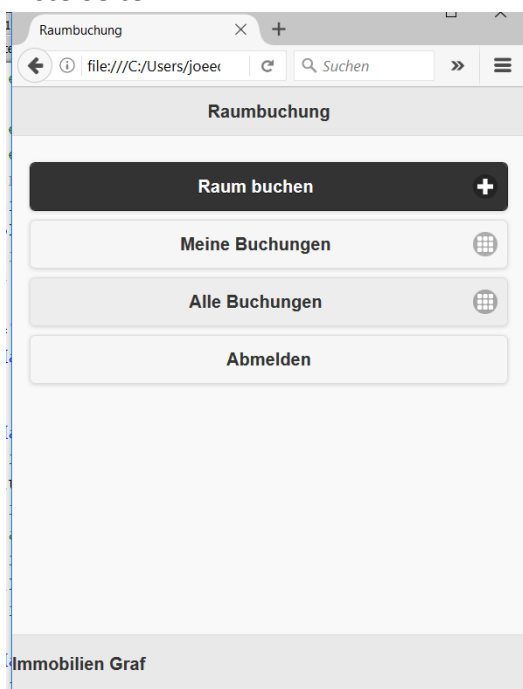 Raumbuchung
file:///C:/Users/joee
Suchen
Raumbuchung
Raum buchen
Meine Buchungen
Alle Buchungen
Abmelden
Immobilien Graf